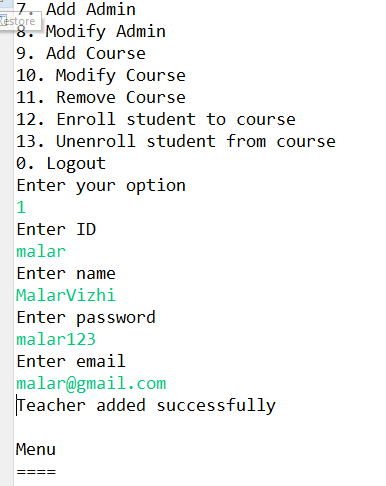 7. Add Admin
Restore
8. Modify Admin
9. Add Course
10. Modify Course
11. Remove Course
12. Enroll student to course
13. Unenroll student from course
0. Logout
Enter your option
1
Enter ID
malar
Enter name
MalarVizhi
Enter password
malar123
Enter email
malar@gmail.com
Teacher added successfully
Menu
====